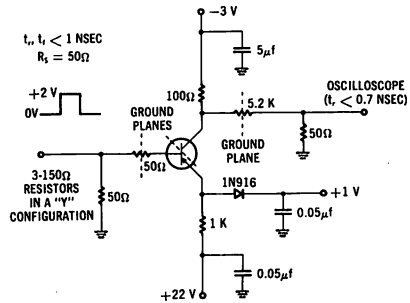 −3 V
tr, tf < 1 NSEC
Rs = 50Ω
5μf
+2 V
0V
100Ω
5.2 K
OSCILLOSCOPE
(tr < 0.7 NSEC)
GROUND
PLANES
GROUND
PLANE
50Ω
50Ω
3-150Ω
RESISTORS
IN A "Y"
CONFIGURATION
50Ω
1N916
+1 V
0.05μf
1 K
0.05μf
+22 V